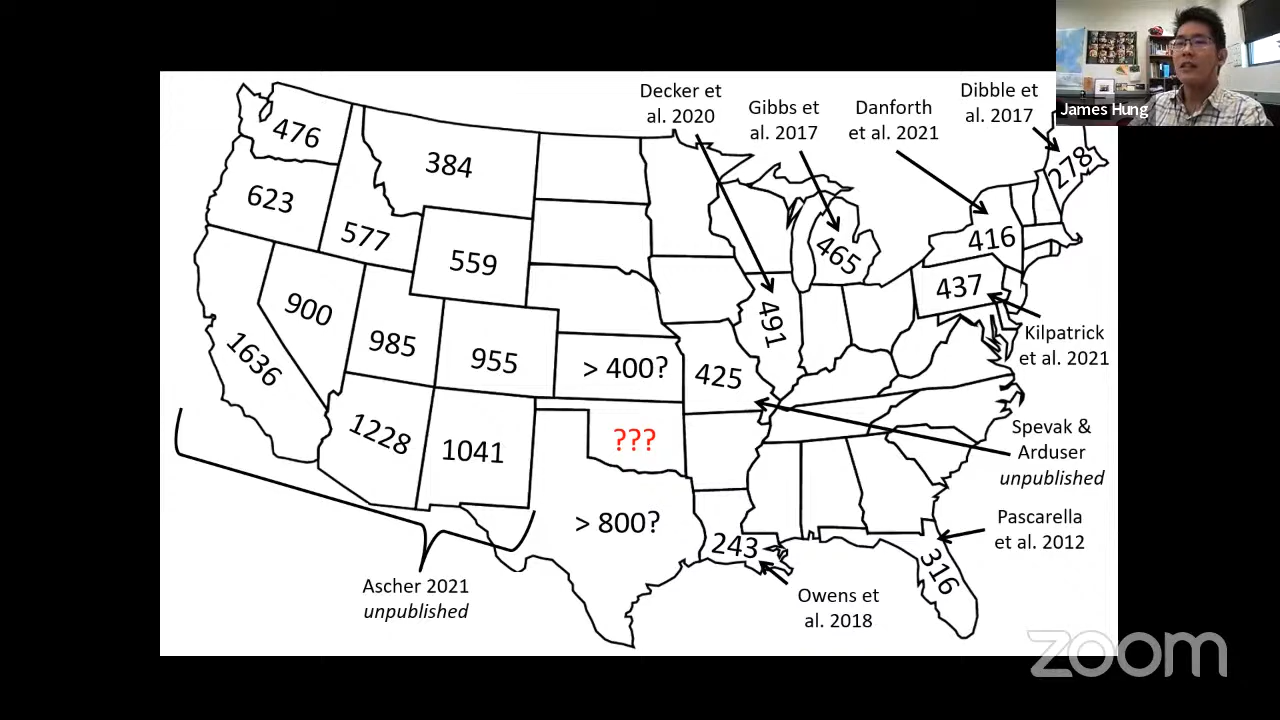 Decker et
al. 2020
Gibbs et
al. 2017
Danforth
et al. 2021
Dibble et
al. 2017
James Hung
476
384
278
623
577
559
416
465
437
900
985
955
> 400?
425
491
1636
Kilpatrick
et al. 2021
1228
1041
???
Spevak &
Arduser
unpublished
> 800?
243
316
Pascarella
et al. 2012
Ascher 2021
unpublished
Owens et
al. 2018
zoom